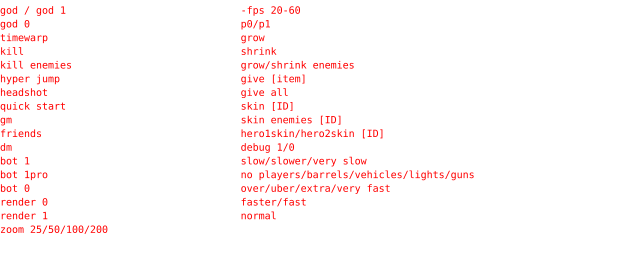 god / god 1
god 0
timewarp
kill
kill enemies
hyper jump
headshot
quick start
gm
friends
dm
bot 1
bot 1pro
bot 0
render 0
render 1
zoom 25/50/100/200
-fps 20-60
p0/p1
grow
shrink
grow/shrink enemies
give [item]
give all
skin [ID]
skin enemies [ID]
hero1skin/hero2skin [ID]
debug 1/0
slow/slower/very slow
no players/barrels/vehicles/lights/guns
over/uber/extra/very fast
faster/fast
normal